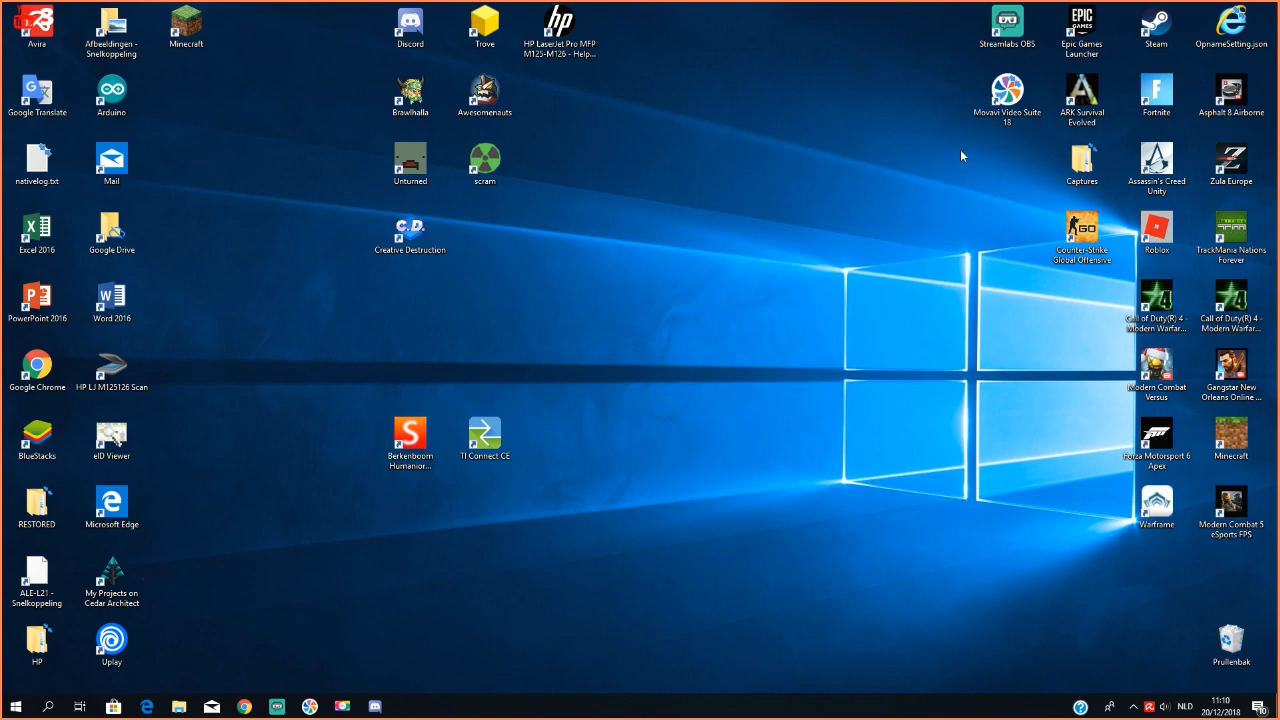 Avira
Afbeeldingen -
Snelkoppeling
Minecraft
Discord
Trove
hp
HP LaserJet Pro MFP
M125-M126 - Help...
Streamlabs OBS
EPIC
GAMES
Epic Games
Launcher
Steam
OpnameSetting.json
Google Translate
Arduino
Brawlhalla
Awesomenauts
Movavi Video Suite
18
ARK Survival
Evolved
Fortnite
Asphalt 8 Airborne
nativelog.txt
Mail
Unturned
scram
Captures
Assassin's Creed
Unity
Zula Europe
Excel 2016
Google Drive
C.D.
Creative Destruction
GO
Counter-Strike
Global Offensive
Roblox
TrackMania Nations
Forever
PowerPoint 2016
Word 2016
Call of Duty(R) 4 -
Modern Warfar...
Call of Duty(R) 4 -
Modern Warfar...
Google Chrome
HP LJ M125126 Scan
Modern Combat
Versus
Gangstar New
Orleans Online ...
BlueStacks
eID Viewer
S
Berkenboom
Humanior...
TI Connect CE
Forza Motorsport 6
Apex
Minecraft
RESTORED
Microsoft Edge
Warframe
Modern Combat 5
eSports FPS
ALE-L21 -
Snelkoppeling
My Projects on
Cedar Architect
HP
Uplay
Prullenbak
NLD
11:10
20/12/2018
10